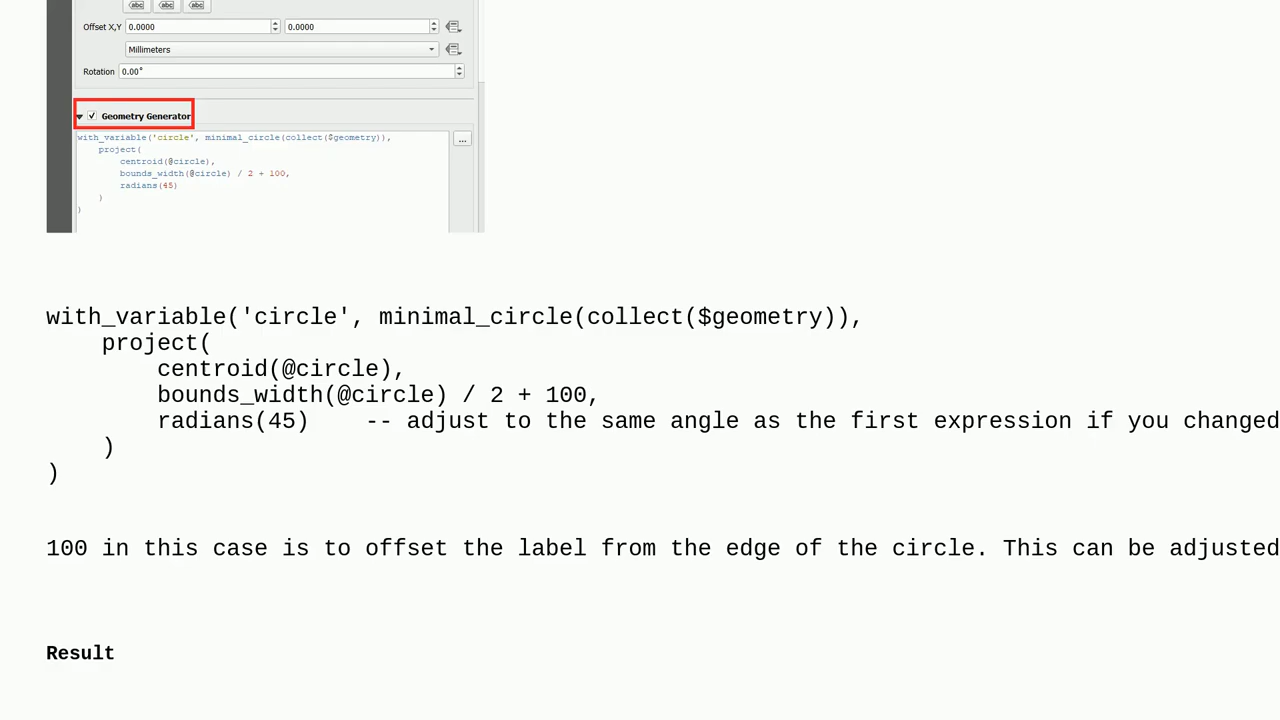 abc abc abc
Offset X,Y 0.0000 0.0000
Millimeters
Rotation 0.00°
Geometry Generator
with_variable('circle', minimal_circle(collect($geometry)),
project(
centroid(@circle),
bounds_width(@circle) / 2 + 100,
radians(45)
)
)
...
with_variable('circle', minimal_circle(collect($geometry)),
    project(
        centroid(@circle),
        bounds_width(@circle) / 2 + 100,
        radians(45)    -- adjust to the same angle as the first expression if you changed
    )
)
100 in this case is to offset the label from the edge of the circle. This can be adjusted
Result